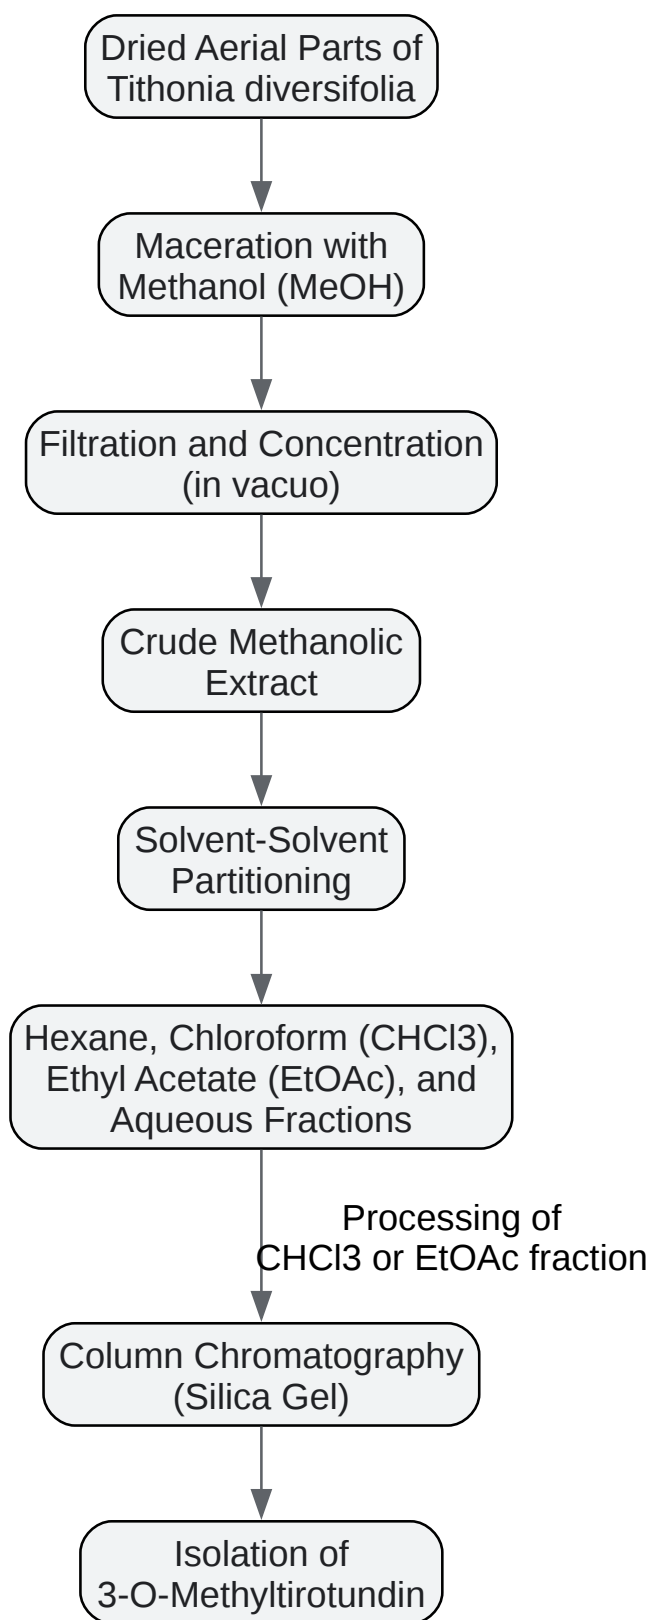 Dried Aerial Parts of
Tithonia diversifolia
Maceration with
Methanol (MeOH)
Filtration and Concentration
(in vacuo)
Crude Methanolic
Extract
Solvent-Solvent
Partitioning
Hexane, Chloroform (CHCl3),
Ethyl Acetate (EtOAc), and
Aqueous Fractions
Processing of
CHCl3 or EtOAc fraction
Column Chromatography
(Silica Gel)
Isolation of
3-O-Methyltirotundin